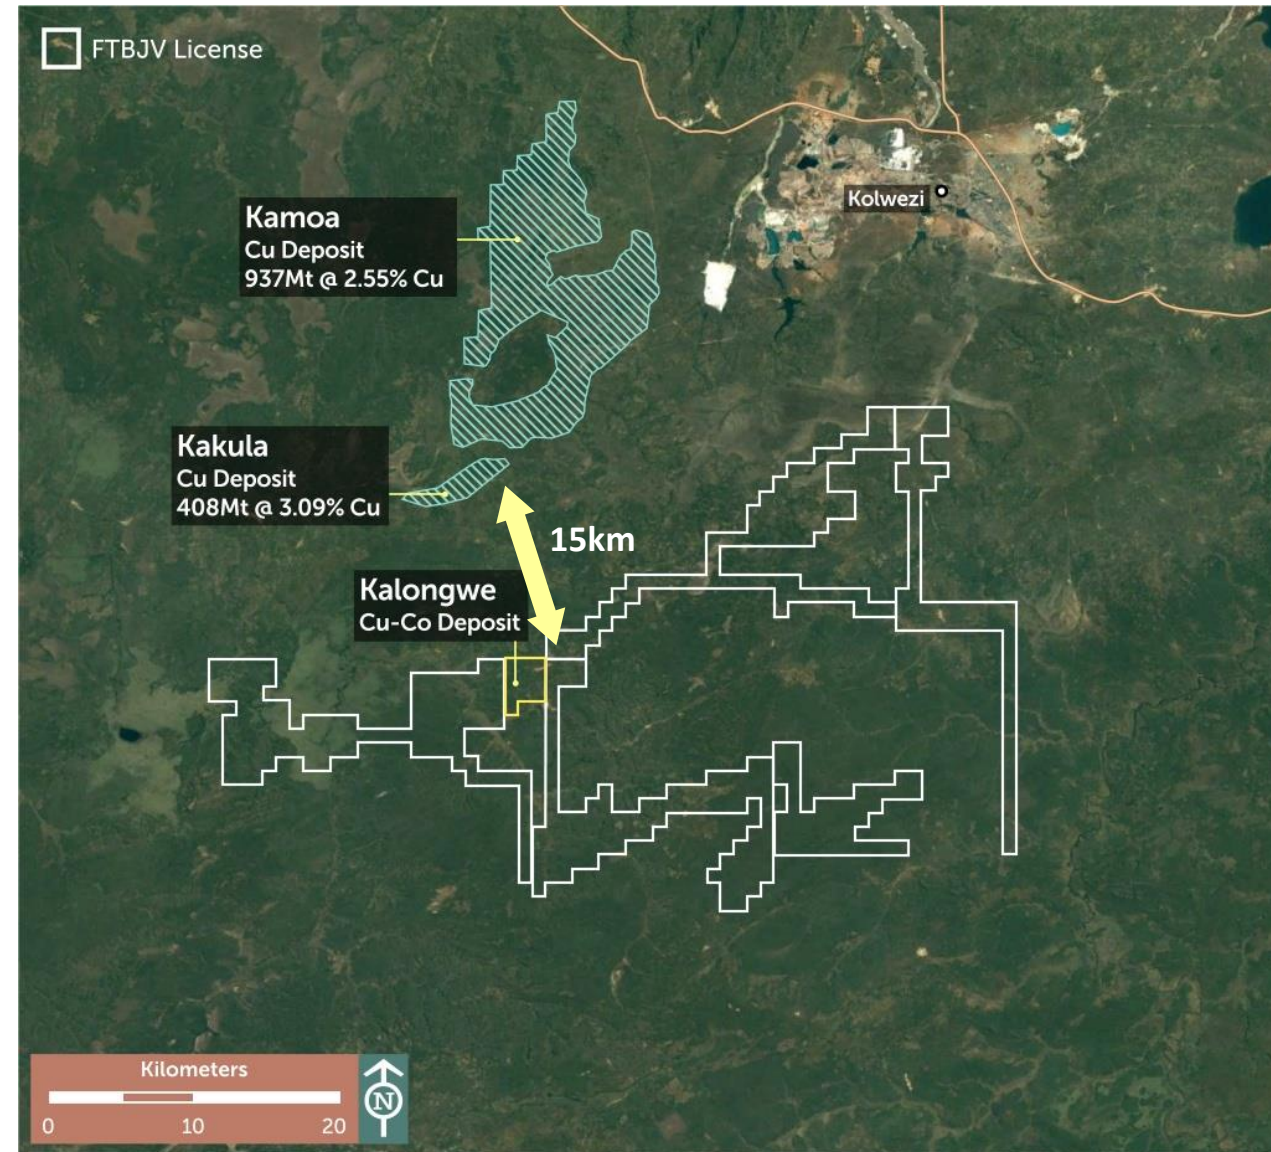 FTBJV License
Kolwezi
Kamoa
Cu Deposit
937Mt @ 2.55% Cu
Kakula
Cu Deposit
408Mt @ 3.09% Cu
15km
Kalongwe
Cu-Co Deposit
Kilometers
0 10 20
N